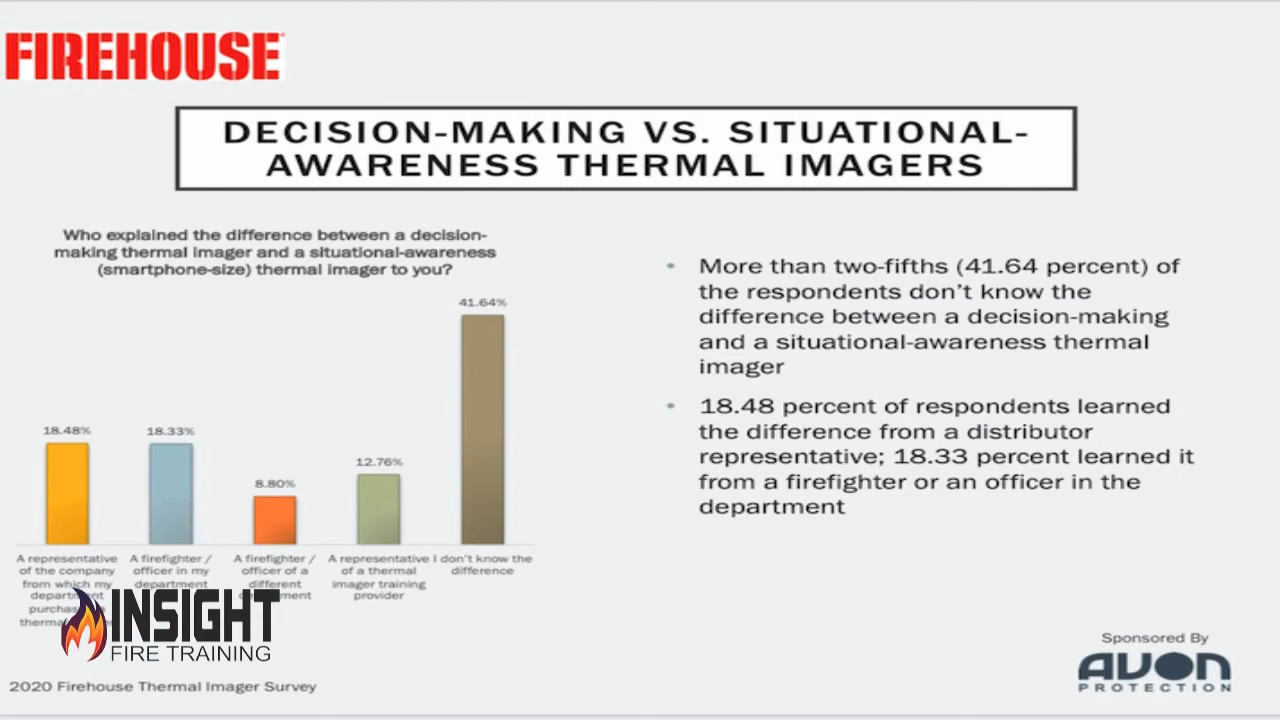 FIREHOUSE
DECISION-MAKING VS. SITUATIONAL-
AWARENESS THERMAL IMAGERS
Who explained the difference between a decision-
making thermal imager and a situational-awareness
(smartphone-size) thermal imager to you?
41.64%
18.48%
18.33%
12.76%
8.80%
A representative
of the company
from which my
A firefighter /
officer in my
department
A firefighter /
officer of a
different
A representative
of a thermal
imager training
provider
I don't know the
difference
• More than two-fifths (41.64 percent) of
the respondents don't know the
difference between a decision-making
and a situational-awareness thermal
imager
• 18.48 percent of respondents learned
the difference from a distributor
representative; 18.33 percent learned it
from a firefighter or an officer in the
department
INSIGHT
FIRE TRAINING
2020 Firehouse Thermal Imager Survey
Sponsored By
AVON
PROTECTION